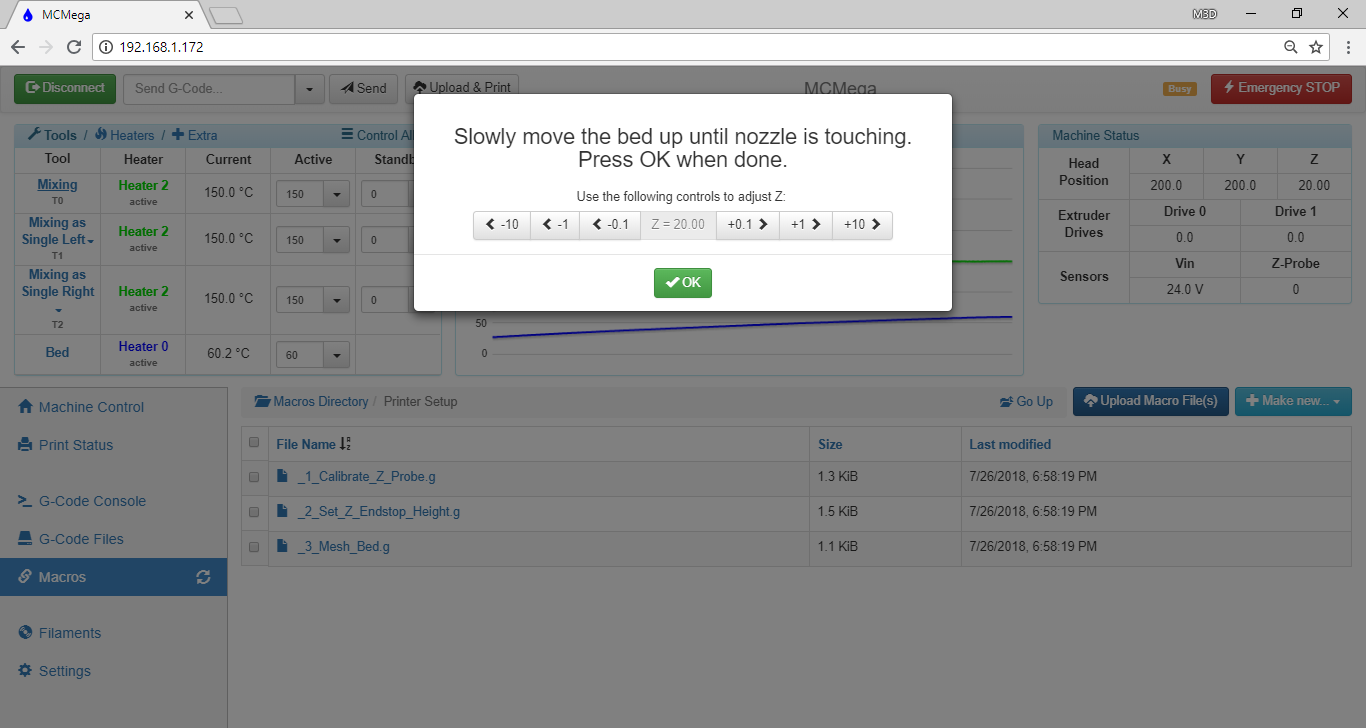 MCMega
M3D
192.168.1.172
Disconnect
Send G-Code...
Send
Upload & Print
MCMega
Busy
Emergency STOP
Slowly move the bed up until nozzle is touching.
Press OK when done.
Use the following controls to adjust Z:
-10 -1 -0.1 Z = 20.00 +0.1 +1 +10
OK
Tools / Heaters / Extra
Control All
Tool Heater Current Active Standb
Mixing
T0
Heater 2
active
150.0 °C
150
0
Mixing as
Single Left
T1
Heater 2
active
150.0 °C
150
0
Mixing as
Single Right
T2
Heater 2
active
150.0 °C
150
0
Bed
Heater 0
active
60.2 °C
60
50
0
Machine Status
Head
Position
X Y Z
200.0 200.0 20.00
Extruder
Drives
Drive 0 Drive 1
0.0 0.0
Sensors
Vin Z-Probe
24.0 V 0
Machine Control
Print Status
G-Code Console
G-Code Files
Macros
Filaments
Settings
Macros Directory / Printer Setup
Go Up
Upload Macro File(s)
Make new...
File Name Size Last modified
_1_Calibrate_Z_Probe.g 1.3 KiB 7/26/2018, 6:58:19 PM
_2_Set_Z_Endstop_Height.g 1.5 KiB 7/26/2018, 6:58:19 PM
_3_Mesh_Bed.g 1.1 KiB 7/26/2018, 6:58:19 PM